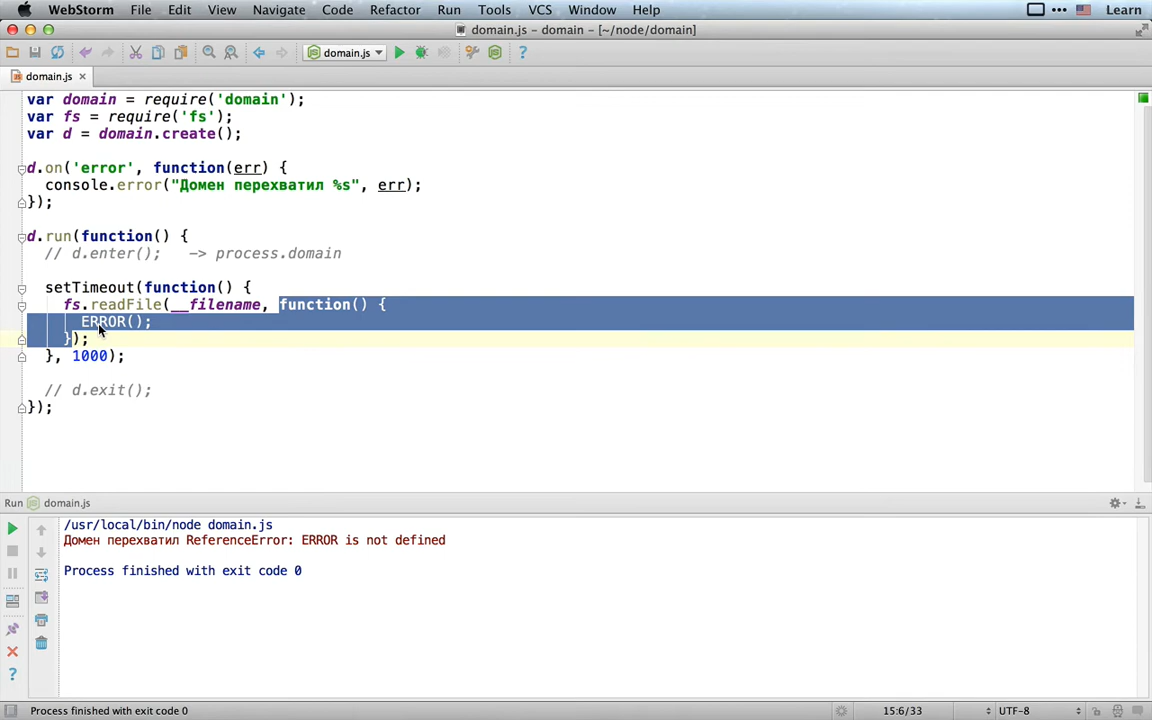 WebStorm File Edit View Navigate Code Refactor Run Tools VCS Window Help Learn
domain.js - domain - [~/node/domain]
domain.js
domain.js
var domain = require('domain');
var fs = require('fs');
var d = domain.create();
d.on('error', function(err) {
console.error("Домен перехватил %s", err);
});
d.run(function() {
// d.enter(); -> process.domain
setTimeout(function() {
fs.readFile(__filename, function() {
ERROR();
});
}, 1000);
// d.exit();
});
Run domain.js
/usr/local/bin/node domain.js
Домен перехватил ReferenceError: ERROR is not defined
Process finished with exit code 0
Process finished with exit code 0 15:6/33 UTF-8